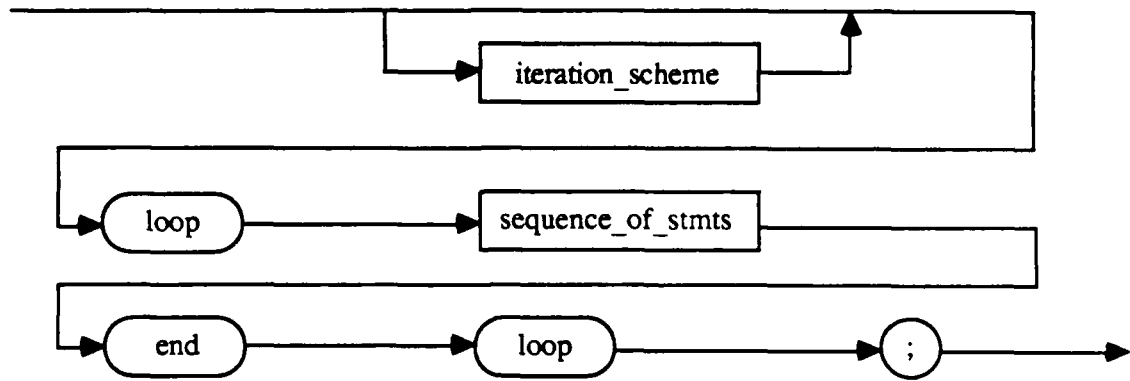 iteration_scheme
loop
sequence_of_stmts
end
loop
;